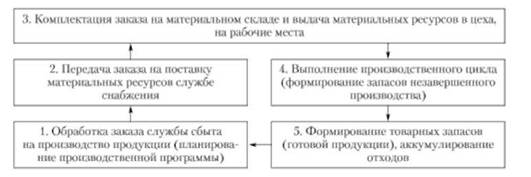 3. Комплектация заказа на материальном складе и выдача материальных ресурсов в цеха,
на рабочие места
2. Передача заказа на поставку
материальных ресурсов службе
снабжения
4. Выполнение производственного цикла
(формирование запасов незавершенного
производства)
1. Обработка заказа службы сбыта
на производство продукции (планирова-
ние производственной программы)
5. Формирование товарных запасов
(готовой продукции), аккумулирование
отходов